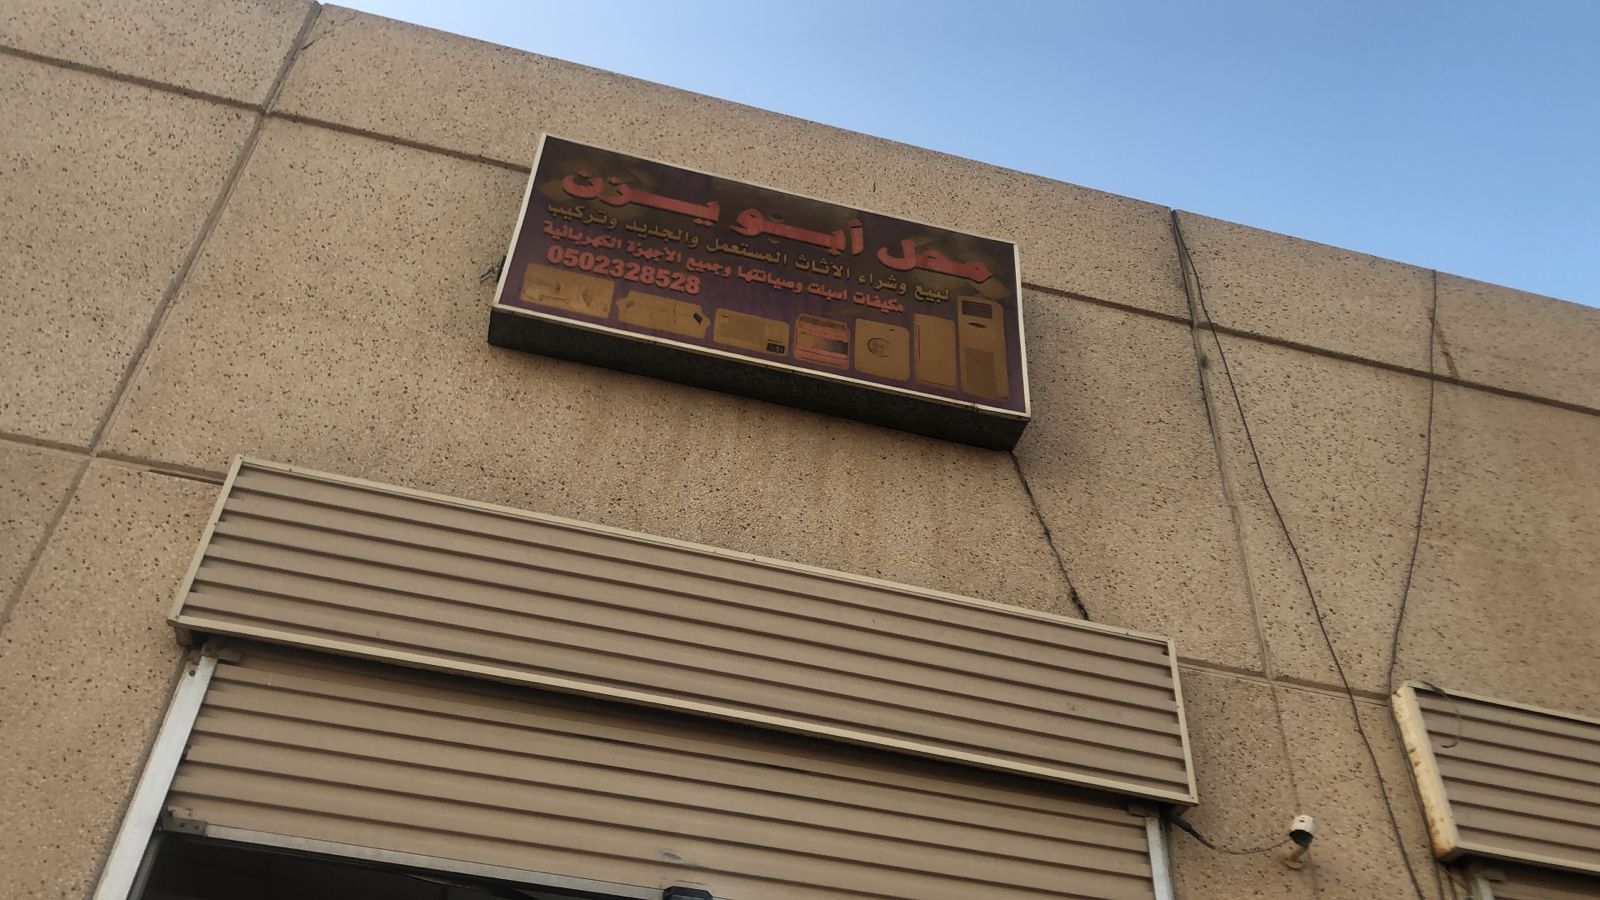 محل أبو يزن
لبيع وشراء الأثاث المستعمل والجديد وتركيب
مكيفات اسبلت وصيانتها وجميع الأجهزة الكهربائية
0502328528